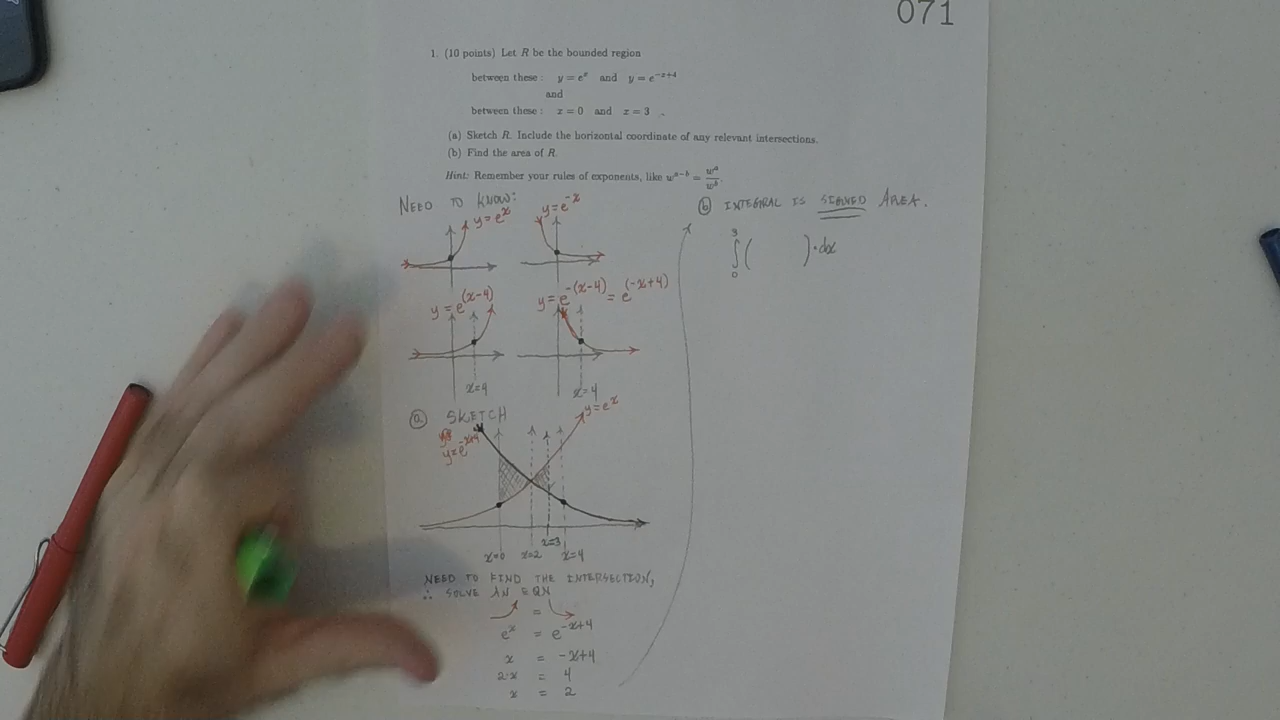 071
1. (10 points) Let R be the bounded region
between these : y = e^x and y = e^{-x+4}
and
between these : x = 0 and x = 3 .
(a) Sketch R. Include the horizontal coordinate of any relevant intersections.
(b) Find the area of R.
Hint: Remember your rules of exponents, like w^{a-b} = w^a/w^b.
NEED TO KNOW:
y=e^x
y=e^{-x}
y=e^{(x-4)}
y=e^{-(x-4)} = e^{(-x+4)}
x=4
x=4
ⓐ SKETCH
y=e^x
y=e^{-x+4}
x=0 x=2 x=3 x=4
NEED TO FIND THE INTERSECTION,
∴ SOLVE AN EQN
=
e^x = e^{-x+4}
x = -x+4
2·x = 4
x = 2
ⓑ INTEGRAL IS SIGNED AREA.
∫_0^3 ( )·dx